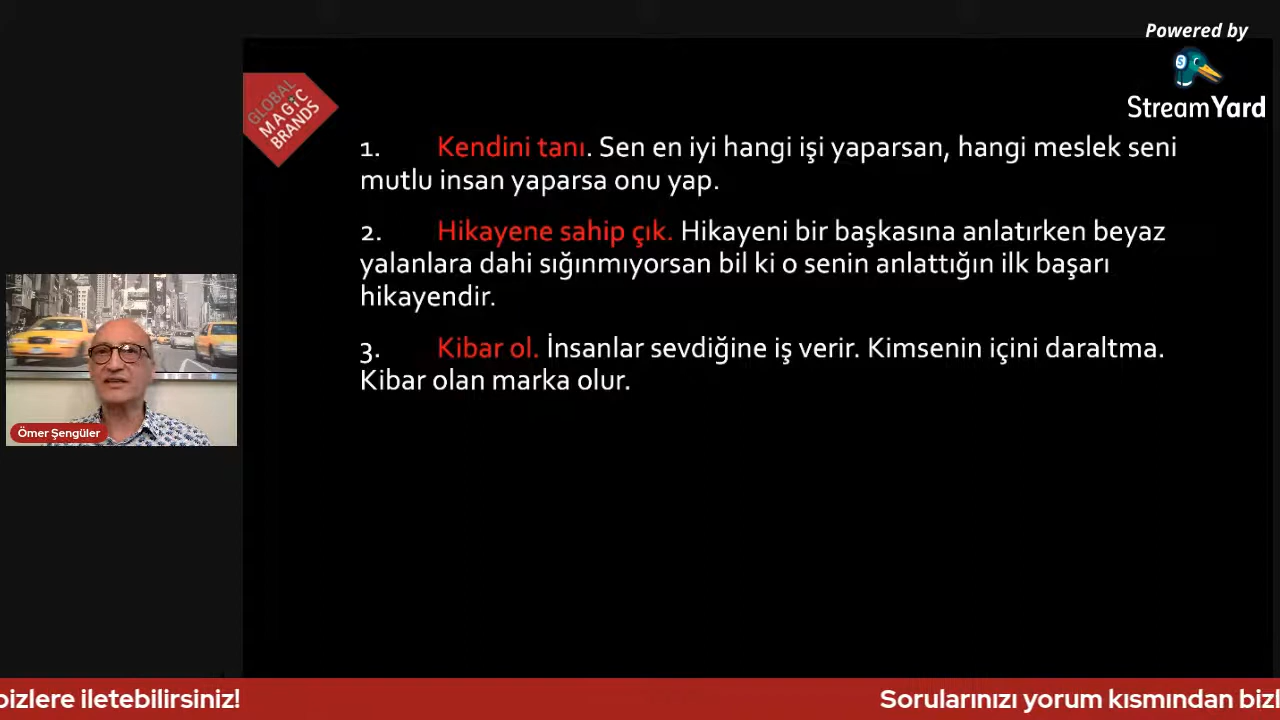 Powered by
StreamYard
GLOBAL
MAGiC
BRANDS
1. Kendini tanı. Sen en iyi hangi işi yaparsan, hangi meslek seni
mutlu insan yaparsa onu yap.
2. Hikayene sahip çık. Hikayeni bir başkasına anlatırken beyaz
yalanlara dahi sığınmıyorsan bil ki o senin anlattığın ilk başarı
hikayendir.
3. Kibar ol. İnsanlar sevdiğine iş verir. Kimsenin içini daraltma.
Kibar olan marka olur.
Ömer Şengüler
bizlere iletebilirsiniz!
Sorularınızı yorum kısmından bizl